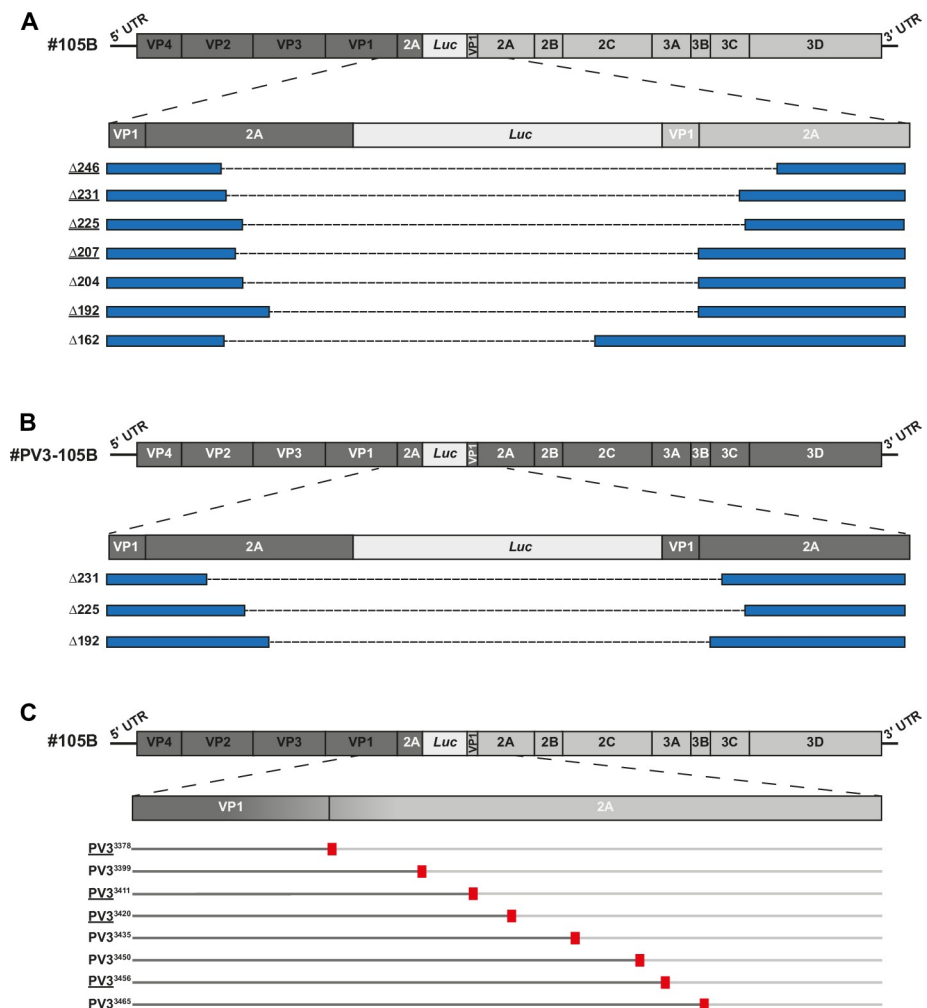 A
5' UTR 3' UTR
#105B VP4 VP2 VP3 VP1 2A Luc VP1 2A 2B 2C 3A 3B 3C 3D
VP1 2A Luc VP1 2A
Δ246
Δ231
Δ225
Δ207
Δ204
Δ192
Δ162
B
5' UTR 3' UTR
#PV3-105B VP4 VP2 VP3 VP1 2A Luc VP1 2A 2B 2C 3A 3B 3C 3D
VP1 2A Luc VP1 2A
Δ231
Δ225
Δ192
C
5' UTR 3' UTR
#105B VP4 VP2 VP3 VP1 2A Luc VP1 2A 2B 2C 3A 3B 3C 3D
VP1 2A
PV3³³⁷⁸
PV3³³⁹⁹
PV3³⁴¹¹
PV3³⁴²⁰
PV3³⁴³⁵
PV3³⁴⁵⁰
PV3³⁴⁵⁶
PV3³⁴⁶⁵